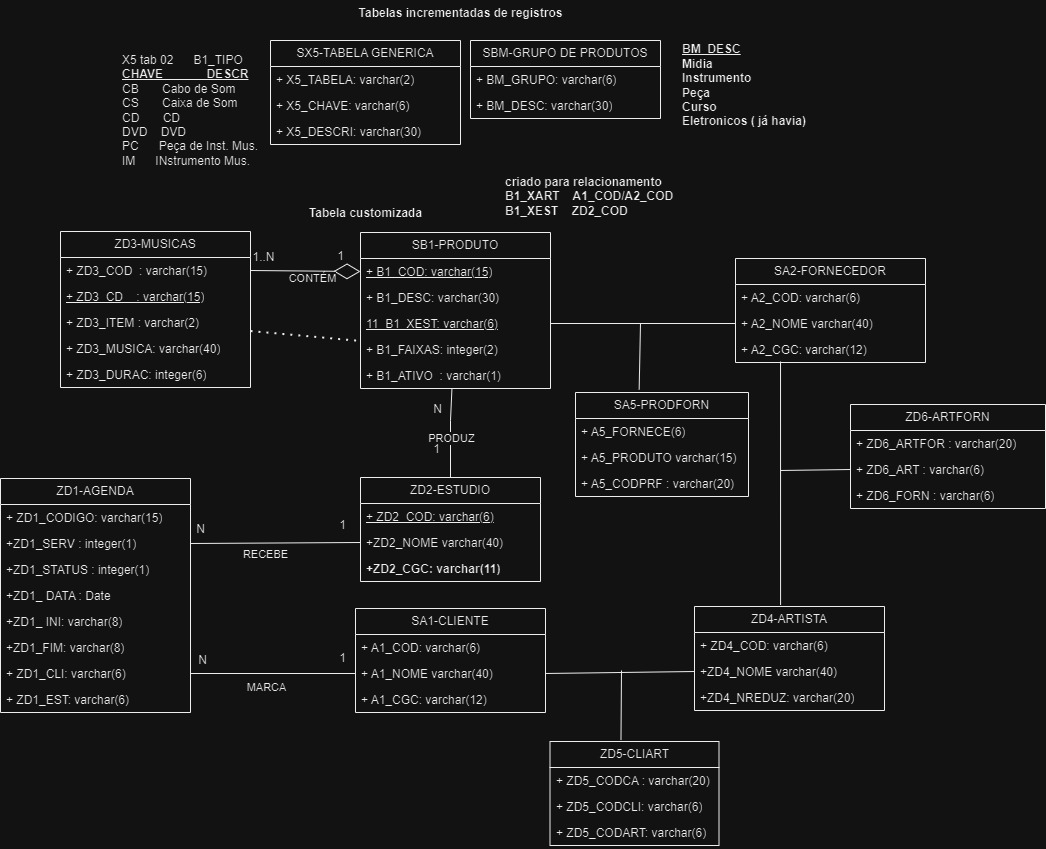 Tabelas incrementadas de registros
X5 tab 02 B1_TIPO
CHAVE DESCR
CB Cabo de Som
CS Caixa de Som
CD CD
DVD DVD
PC Peça de Inst. Mus.
IM INstrumento Mus.
SX5-TABELA GENERICA
+ X5_TABELA: varchar(2)
+ X5_CHAVE: varchar(6)
+ X5_DESCRI: varchar(30)
SBM-GRUPO DE PRODUTOS
+ BM_GRUPO: varchar(6)
+ BM_DESC: varchar(30)
BM_DESC
Midia
Instrumento
Peça
Curso
Eletronicos ( já havia)
criado para relacionamento
B1_XART A1_COD/A2_COD
B1_XEST ZD2_COD
Tabela customizada
ZD3-MUSICAS
+ ZD3_COD : varchar(15)
+ ZD3_CD : varchar(15)
+ ZD3_ITEM : varchar(2)
+ ZD3_MUSICA: varchar(40)
+ ZD3_DURAC: integer(6)
1..N
1
CONTÉM
SB1-PRODUTO
+ B1_COD: varchar(15)
+ B1_DESC: varchar(30)
11_B1_XEST: varchar(6)
+ B1_FAIXAS: integer(2)
+ B1_ATIVO : varchar(1)
SA2-FORNECEDOR
+ A2_COD: varchar(6)
+ A2_NOME varchar(40)
+ A2_CGC: varchar(12)
SA5-PRODFORN
+ A5_FORNECE(6)
+ A5_PRODUTO varchar(15)
+ A5_CODPRF : varchar(20)
ZD6-ARTFORN
+ ZD6_ARTFOR : varchar(20)
+ ZD6_ART : varchar(6)
+ ZD6_FORN : varchar(6)
N
PRODUZ
1
ZD1-AGENDA
+ ZD1_CODIGO: varchar(15)
+ZD1_SERV : integer(1)
+ZD1_STATUS : integer(1)
+ZD1_ DATA : Date
+ZD1_ INI: varchar(8)
+ZD1_FIM: varchar(8)
+ ZD1_CLI: varchar(6)
+ ZD1_EST: varchar(6)
N
1
RECEBE
ZD2-ESTUDIO
+ ZD2_COD: varchar(6)
+ZD2_NOME varchar(40)
+ZD2_CGC: varchar(11)
N
1
MARCA
SA1-CLIENTE
+ A1_COD: varchar(6)
+ A1_NOME varchar(40)
+ A1_CGC: varchar(12)
ZD4-ARTISTA
+ ZD4_COD: varchar(6)
+ZD4_NOME varchar(40)
+ZD4_NREDUZ: varchar(20)
ZD5-CLIART
+ ZD5_CODCA : varchar(20)
+ ZD5_CODCLI: varchar(6)
+ ZD5_CODART: varchar(6)